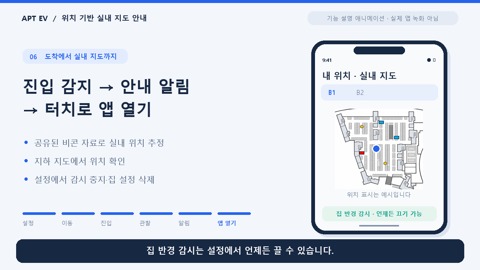 APT EV / 위치 기반 실내 지도 안내
기능 설명 애니메이션 · 실제 앱 녹화 아님
06 도착에서 실내 지도까지
진입 감지 → 안내 알림
→ 터치로 앱 열기
• 공유된 비콘 자료로 실내 위치 추정
• 지하 지도에서 위치 확인
• 설정에서 감시 중지·집 설정 삭제
설정 이동 진입 관찰 알림 앱 열기
9:41
내 위치 · 실내 지도
B1 B2
위치 표시는 예시입니다
집 반경 감시 · 언제든 끄기 가능
집 반경 감시는 설정에서 언제든 끌 수 있습니다.